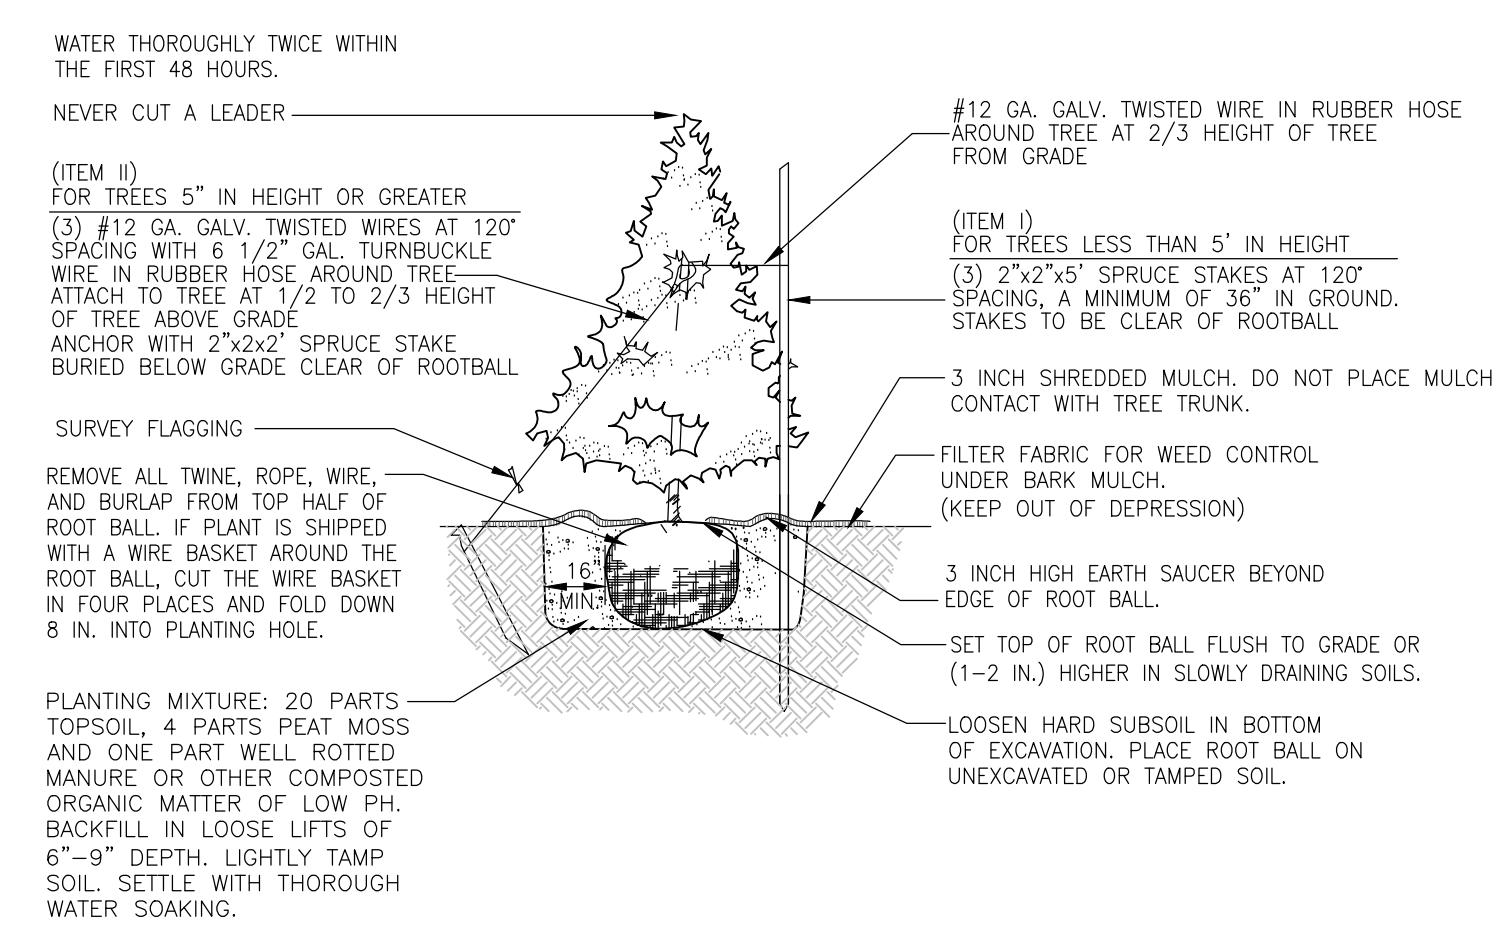 WATER THOROUGHLY TWICE WITHIN
THE FIRST 48 HOURS.
NEVER CUT A LEADER
(ITEM II)
FOR TREES 5" IN HEIGHT OR GREATER
(3) #12 GA. GALV. TWISTED WIRES AT 120°
SPACING WITH 6 1/2" GAL. TURNBUCKLE
WIRE IN RUBBER HOSE AROUND TREE
ATTACH TO TREE AT 1/2 TO 2/3 HEIGHT
OF TREE ABOVE GRADE
ANCHOR WITH 2"x2x2' SPRUCE STAKE
BURIED BELOW GRADE CLEAR OF ROOTBALL
SURVEY FLAGGING
REMOVE ALL TWINE, ROPE, WIRE,
AND BURLAP FROM TOP HALF OF
ROOT BALL. IF PLANT IS SHIPPED
WITH A WIRE BASKET AROUND THE
ROOT BALL, CUT THE WIRE BASKET
IN FOUR PLACES AND FOLD DOWN
8 IN. INTO PLANTING HOLE.
PLANTING MIXTURE: 20 PARTS
TOPSOIL, 4 PARTS PEAT MOSS
AND ONE PART WELL ROTTED
MANURE OR OTHER COMPOSTED
ORGANIC MATTER OF LOW PH.
BACKFILL IN LOOSE LIFTS OF
6"-9" DEPTH. LIGHTLY TAMP
SOIL. SETTLE WITH THOROUGH
WATER SOAKING.
16"
MIN.
#12 GA. GALV. TWISTED WIRE IN RUBBER HOSE
AROUND TREE AT 2/3 HEIGHT OF TREE
FROM GRADE
(ITEM I)
FOR TREES LESS THAN 5' IN HEIGHT
(3) 2"x2"x5' SPRUCE STAKES AT 120°
SPACING, A MINIMUM OF 36" IN GROUND.
STAKES TO BE CLEAR OF ROOTBALL
3 INCH SHREDDED MULCH. DO NOT PLACE MULCH
CONTACT WITH TREE TRUNK.
FILTER FABRIC FOR WEED CONTROL
UNDER BARK MULCH.
(KEEP OUT OF DEPRESSION)
3 INCH HIGH EARTH SAUCER BEYOND
EDGE OF ROOT BALL.
SET TOP OF ROOT BALL FLUSH TO GRADE OR
(1-2 IN.) HIGHER IN SLOWLY DRAINING SOILS.
LOOSEN HARD SUBSOIL IN BOTTOM
OF EXCAVATION. PLACE ROOT BALL ON
UNEXCAVATED OR TAMPED SOIL.